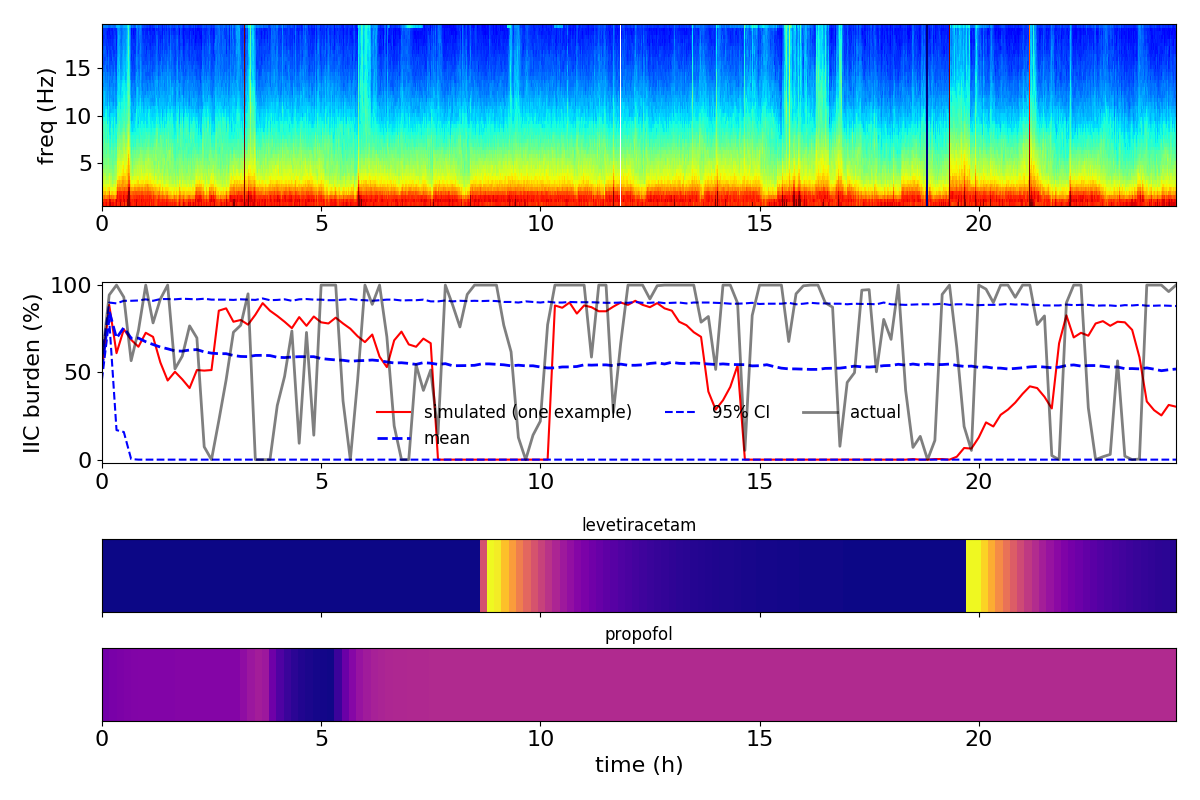 freq (Hz)
15
10
5
0 5 10 15 20
IIC burden (%)
100
50
0
simulated (one example) 95% CI actual
mean
0 5 10 15 20
levetiracetam
propofol
0 5 10 15 20
time (h)